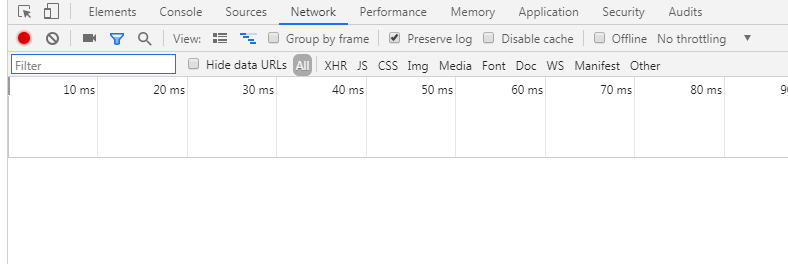 Elements Console Sources Network Performance Memory Application Security Audits
View: Group by frame Preserve log Disable cache Offline No throttling
Filter Hide data URLs All XHR JS CSS Img Media Font Doc WS Manifest Other
10 ms 20 ms 30 ms 40 ms 50 ms 60 ms 70 ms 80 ms